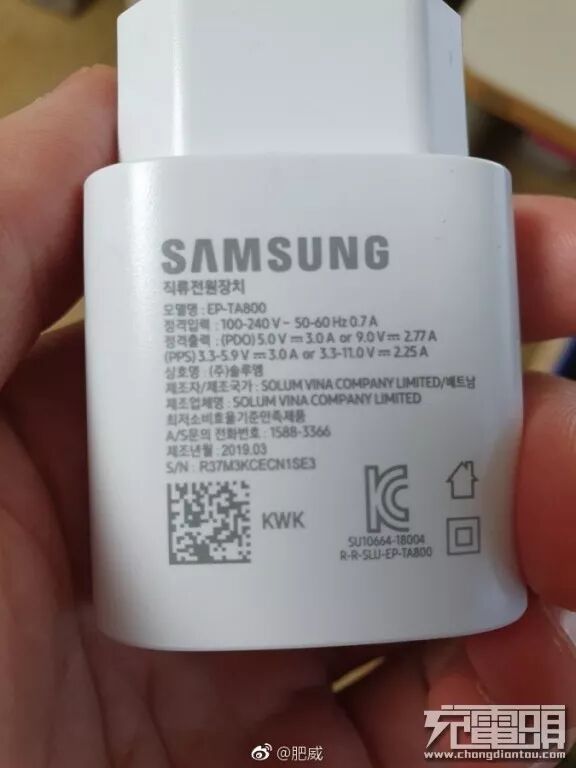 SAMSUNG
직류전원장치
모델명 : EP-TA800
정격입력 : 100-240 V~ 50-60 Hz 0.7 A
정격출력 : (PDO) 5.0 V⎓ 3.0 A or 9.0 V⎓ 2.77 A
(PPS) 3.3-5.9 V⎓ 3.0 A or 3.3-11.0 V⎓ 2.25 A
상호명 : (주)솔루엠
제조자/제조국가 : SOLUM VINA COMPANY LIMITED/베트남
제조업체명 : SOLUM VINA COMPANY LIMITED
최저소비효율기준만족제품
A/S문의 전화번호 : 1588-3366
제조년월 : 2019.03
S/N : R37M3KCECN1SE3
KWK
KC
SU10664-18004
R-R-SLU-EP-TA800
充電頭
www.chongdiantou.com
@肥威